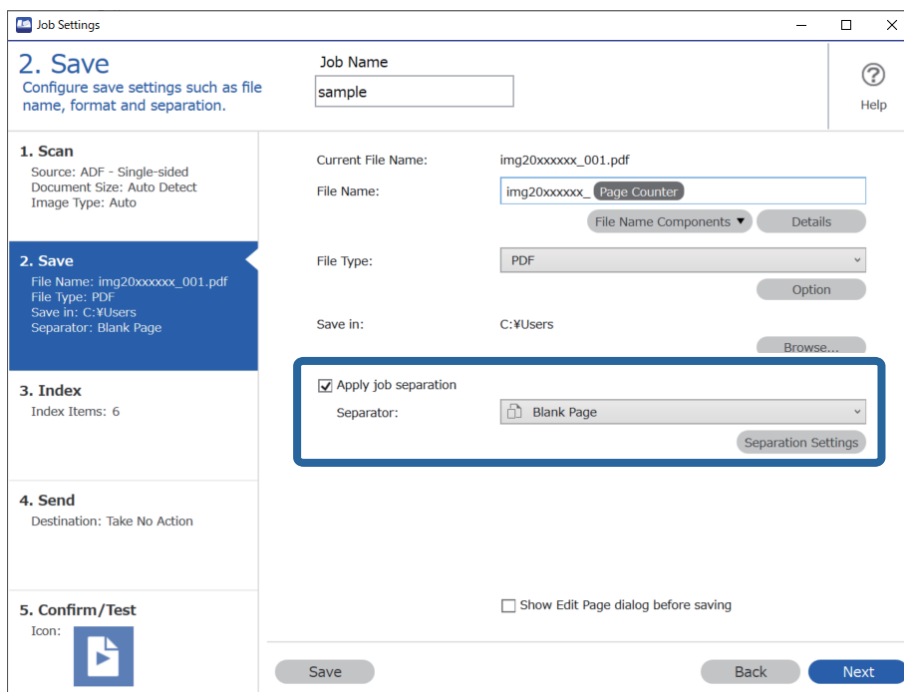 Job Settings
2. Save
Configure save settings such as file
name, format and separation.
Job Name
sample
Help
1. Scan
Source: ADF - Single-sided
Document Size: Auto Detect
Image Type: Auto
2. Save
File Name: img20xxxxxx_001.pdf
File Type: PDF
Save in: C:¥Users
Separator: Blank Page
3. Index
Index Items: 6
4. Send
Destination: Take No Action
5. Confirm/Test
Icon:
Current File Name: img20xxxxxx_001.pdf
File Name: img20xxxxxx_ Page Counter
File Name Components Details
File Type: PDF
Option
Save in: C:¥Users
Browse...
Apply job separation
Separator: Blank Page
Separation Settings
Show Edit Page dialog before saving
Save Back Next